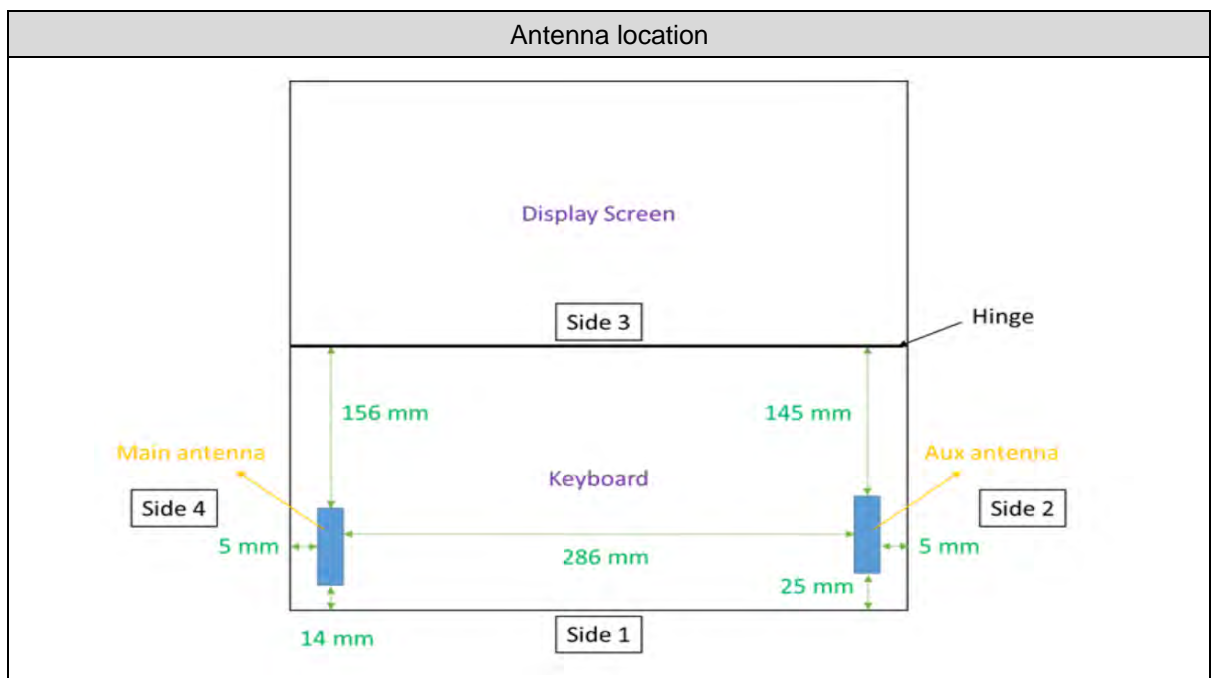 Antenna location
Display Screen
Side 3
Hinge
156 mm
145 mm
Main antenna
Aux antenna
Keyboard
Side 4
Side 2
5 mm
286 mm
5 mm
25 mm
14 mm
Side 1